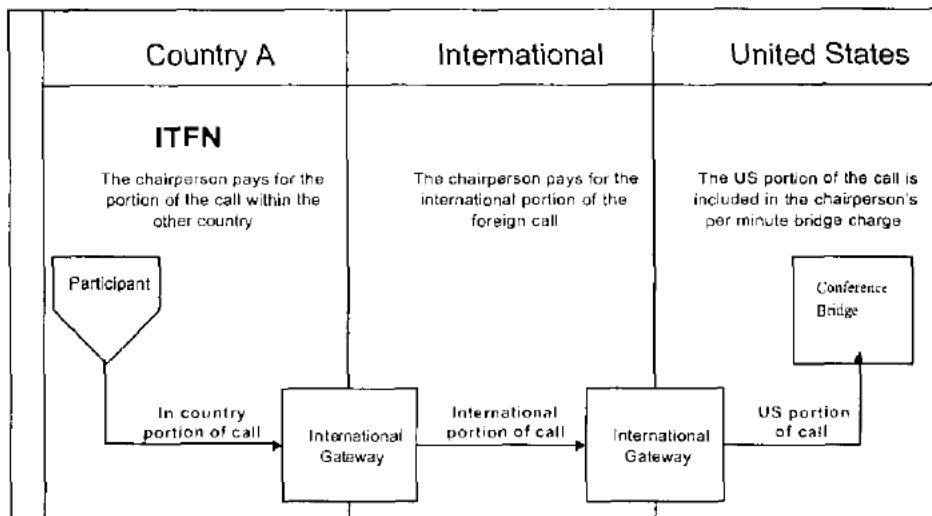 Country A
International
United States
ITFN
The chairperson pays for the
portion of the call within the
other country
The chairperson pays for the
international portion of the
foreign call
The US portion of the call is
included in the chairperson's
per minute bridge charge
Participant
Conference
Bridge
In country
portion of call
International
Gateway
International
portion of call
International
Gateway
US portion
of call